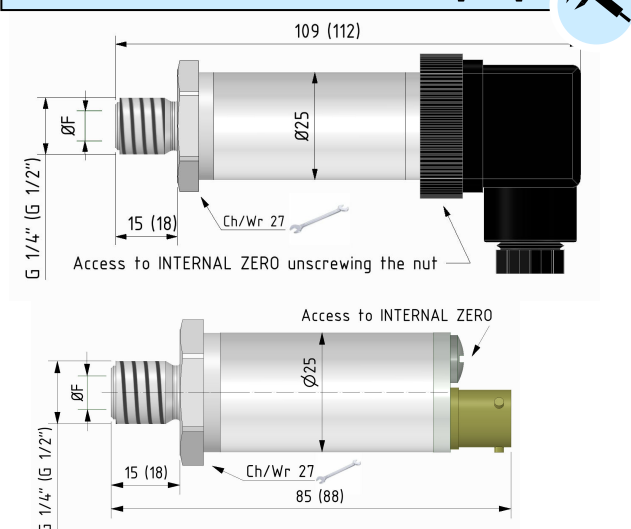 109 (112)
ØF
Ø25
G 1/4" (G 1/2")
15 (18)
Ch/Wr 27
Access to INTERNAL ZERO unscrewing the nut
Access to INTERNAL ZERO
ØF
Ø25
G 1/4" (G 1/2")
15 (18)
Ch/Wr 27
85 (88)